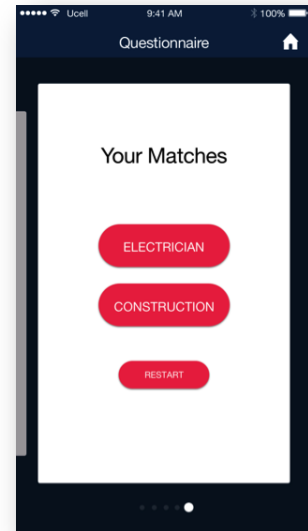 Ucell 9:41 AM 100%
Questionnaire
Your Matches
ELECTRICIAN
CONSTRUCTION
RESTART